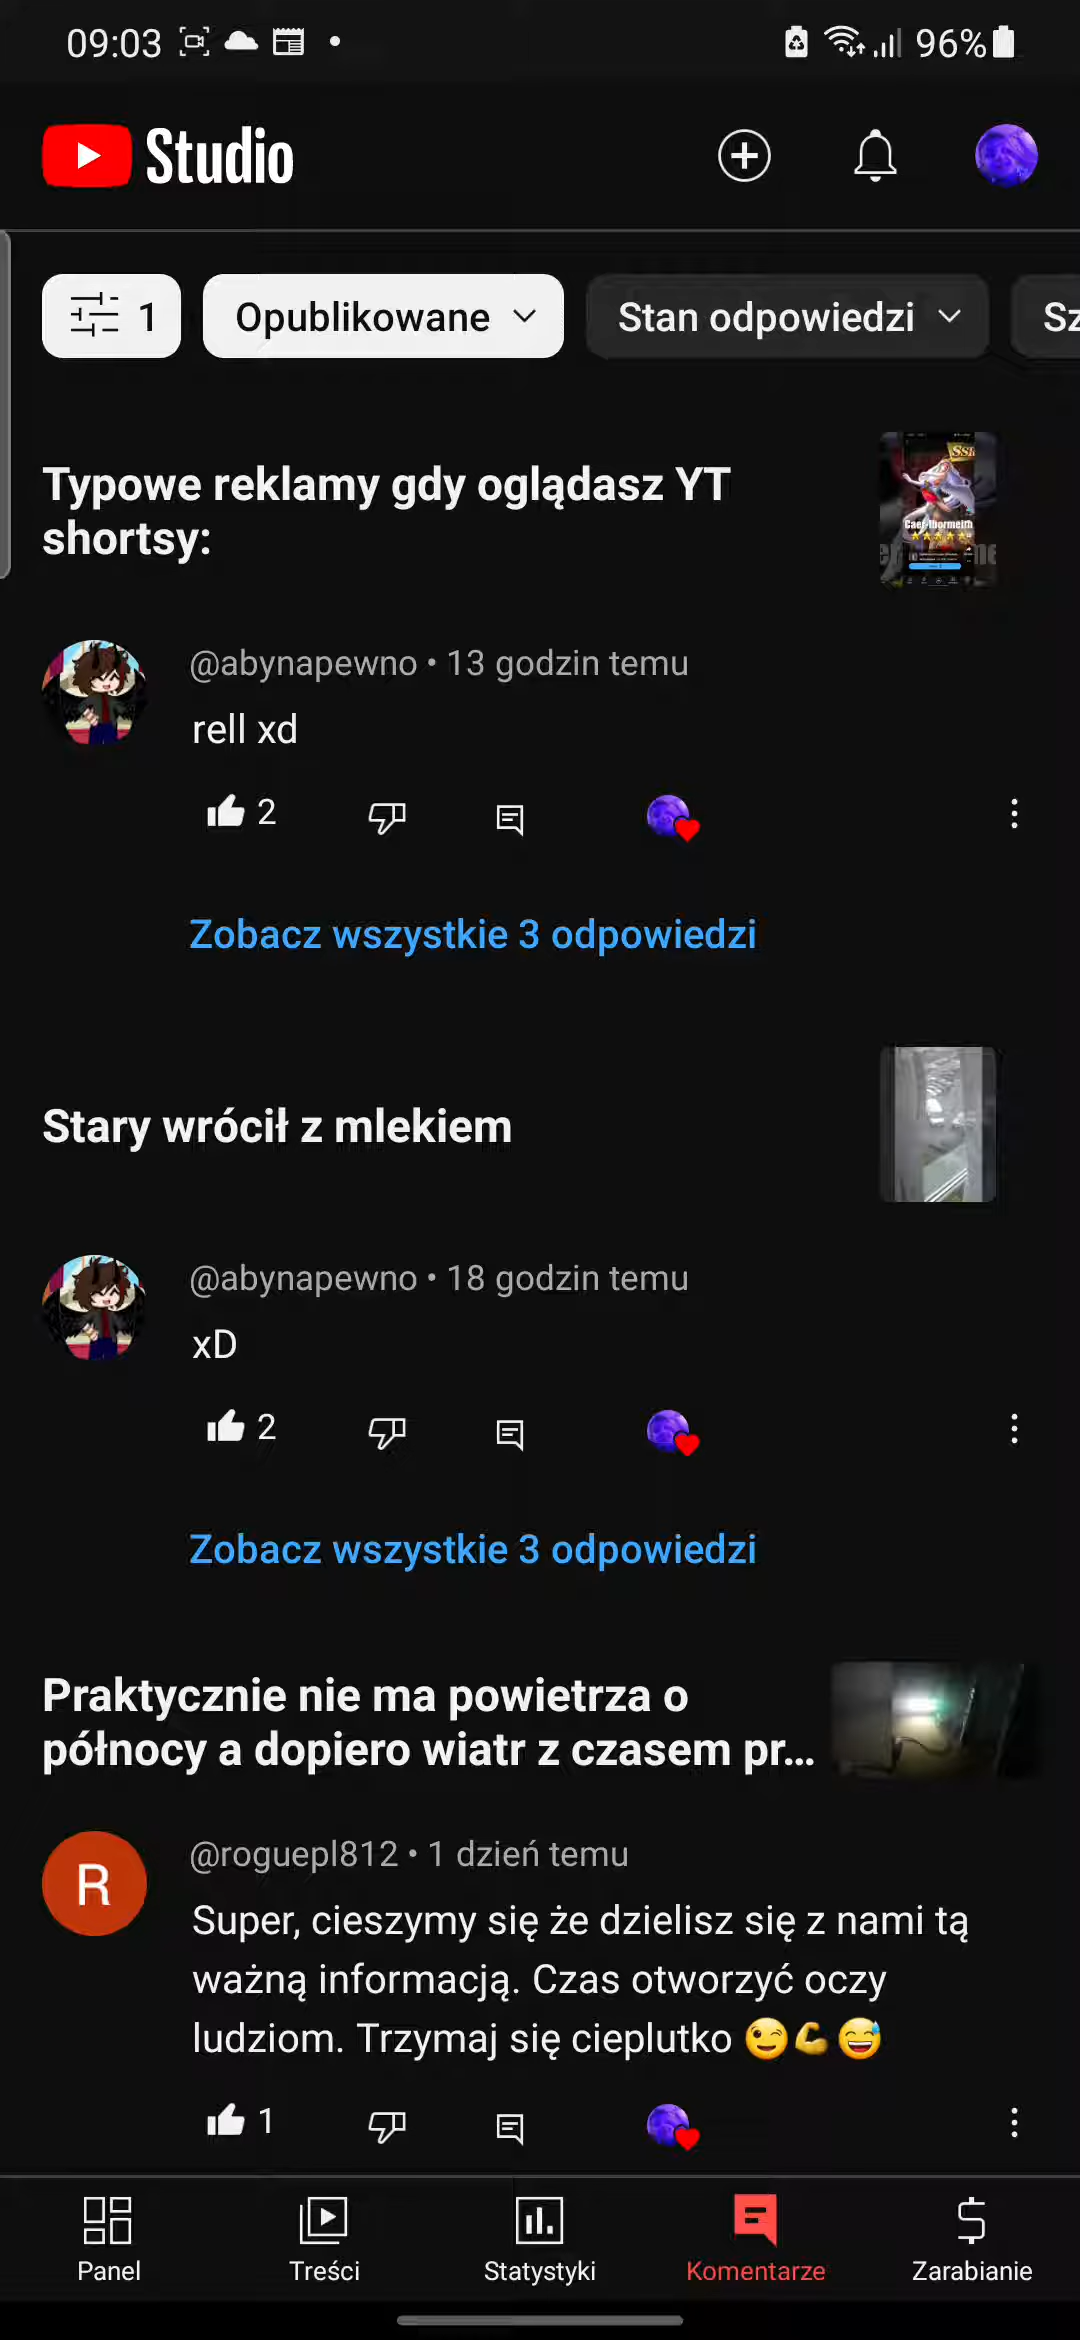 09:03
96%
Studio
1
Opublikowane
Stan odpowiedzi
Sz
Typowe reklamy gdy oglądasz YT
shortsy:
SSR
Caer-Ibormeith
@abynapewno • 13 godzin temu
rell xd
2
Zobacz wszystkie 3 odpowiedzi
Stary wrócił z mlekiem
@abynapewno • 18 godzin temu
xD
2
Zobacz wszystkie 3 odpowiedzi
Praktycznie nie ma powietrza o
północy a dopiero wiatr z czasem pr...
R
@roguepl812 • 1 dzień temu
Super, cieszymy się że dzielisz się z nami tą
ważną informacją. Czas otworzyć oczy
ludziom. Trzymaj się cieplutko 😉💪😅
1
Panel
Treści
Statystyki
Komentarze
Zarabianie